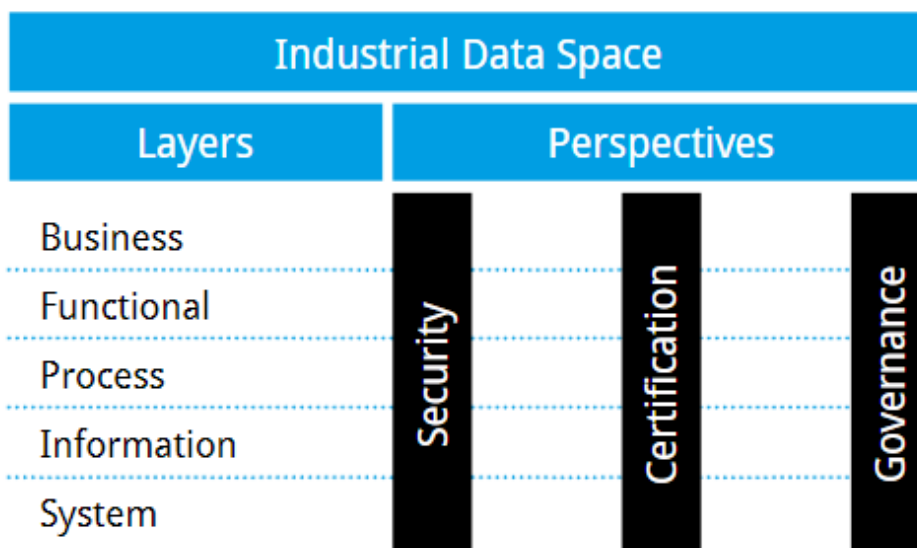 Industrial Data Space
Layers
Perspectives
Business
Functional
Process
Information
System
Security
Certification
Governance